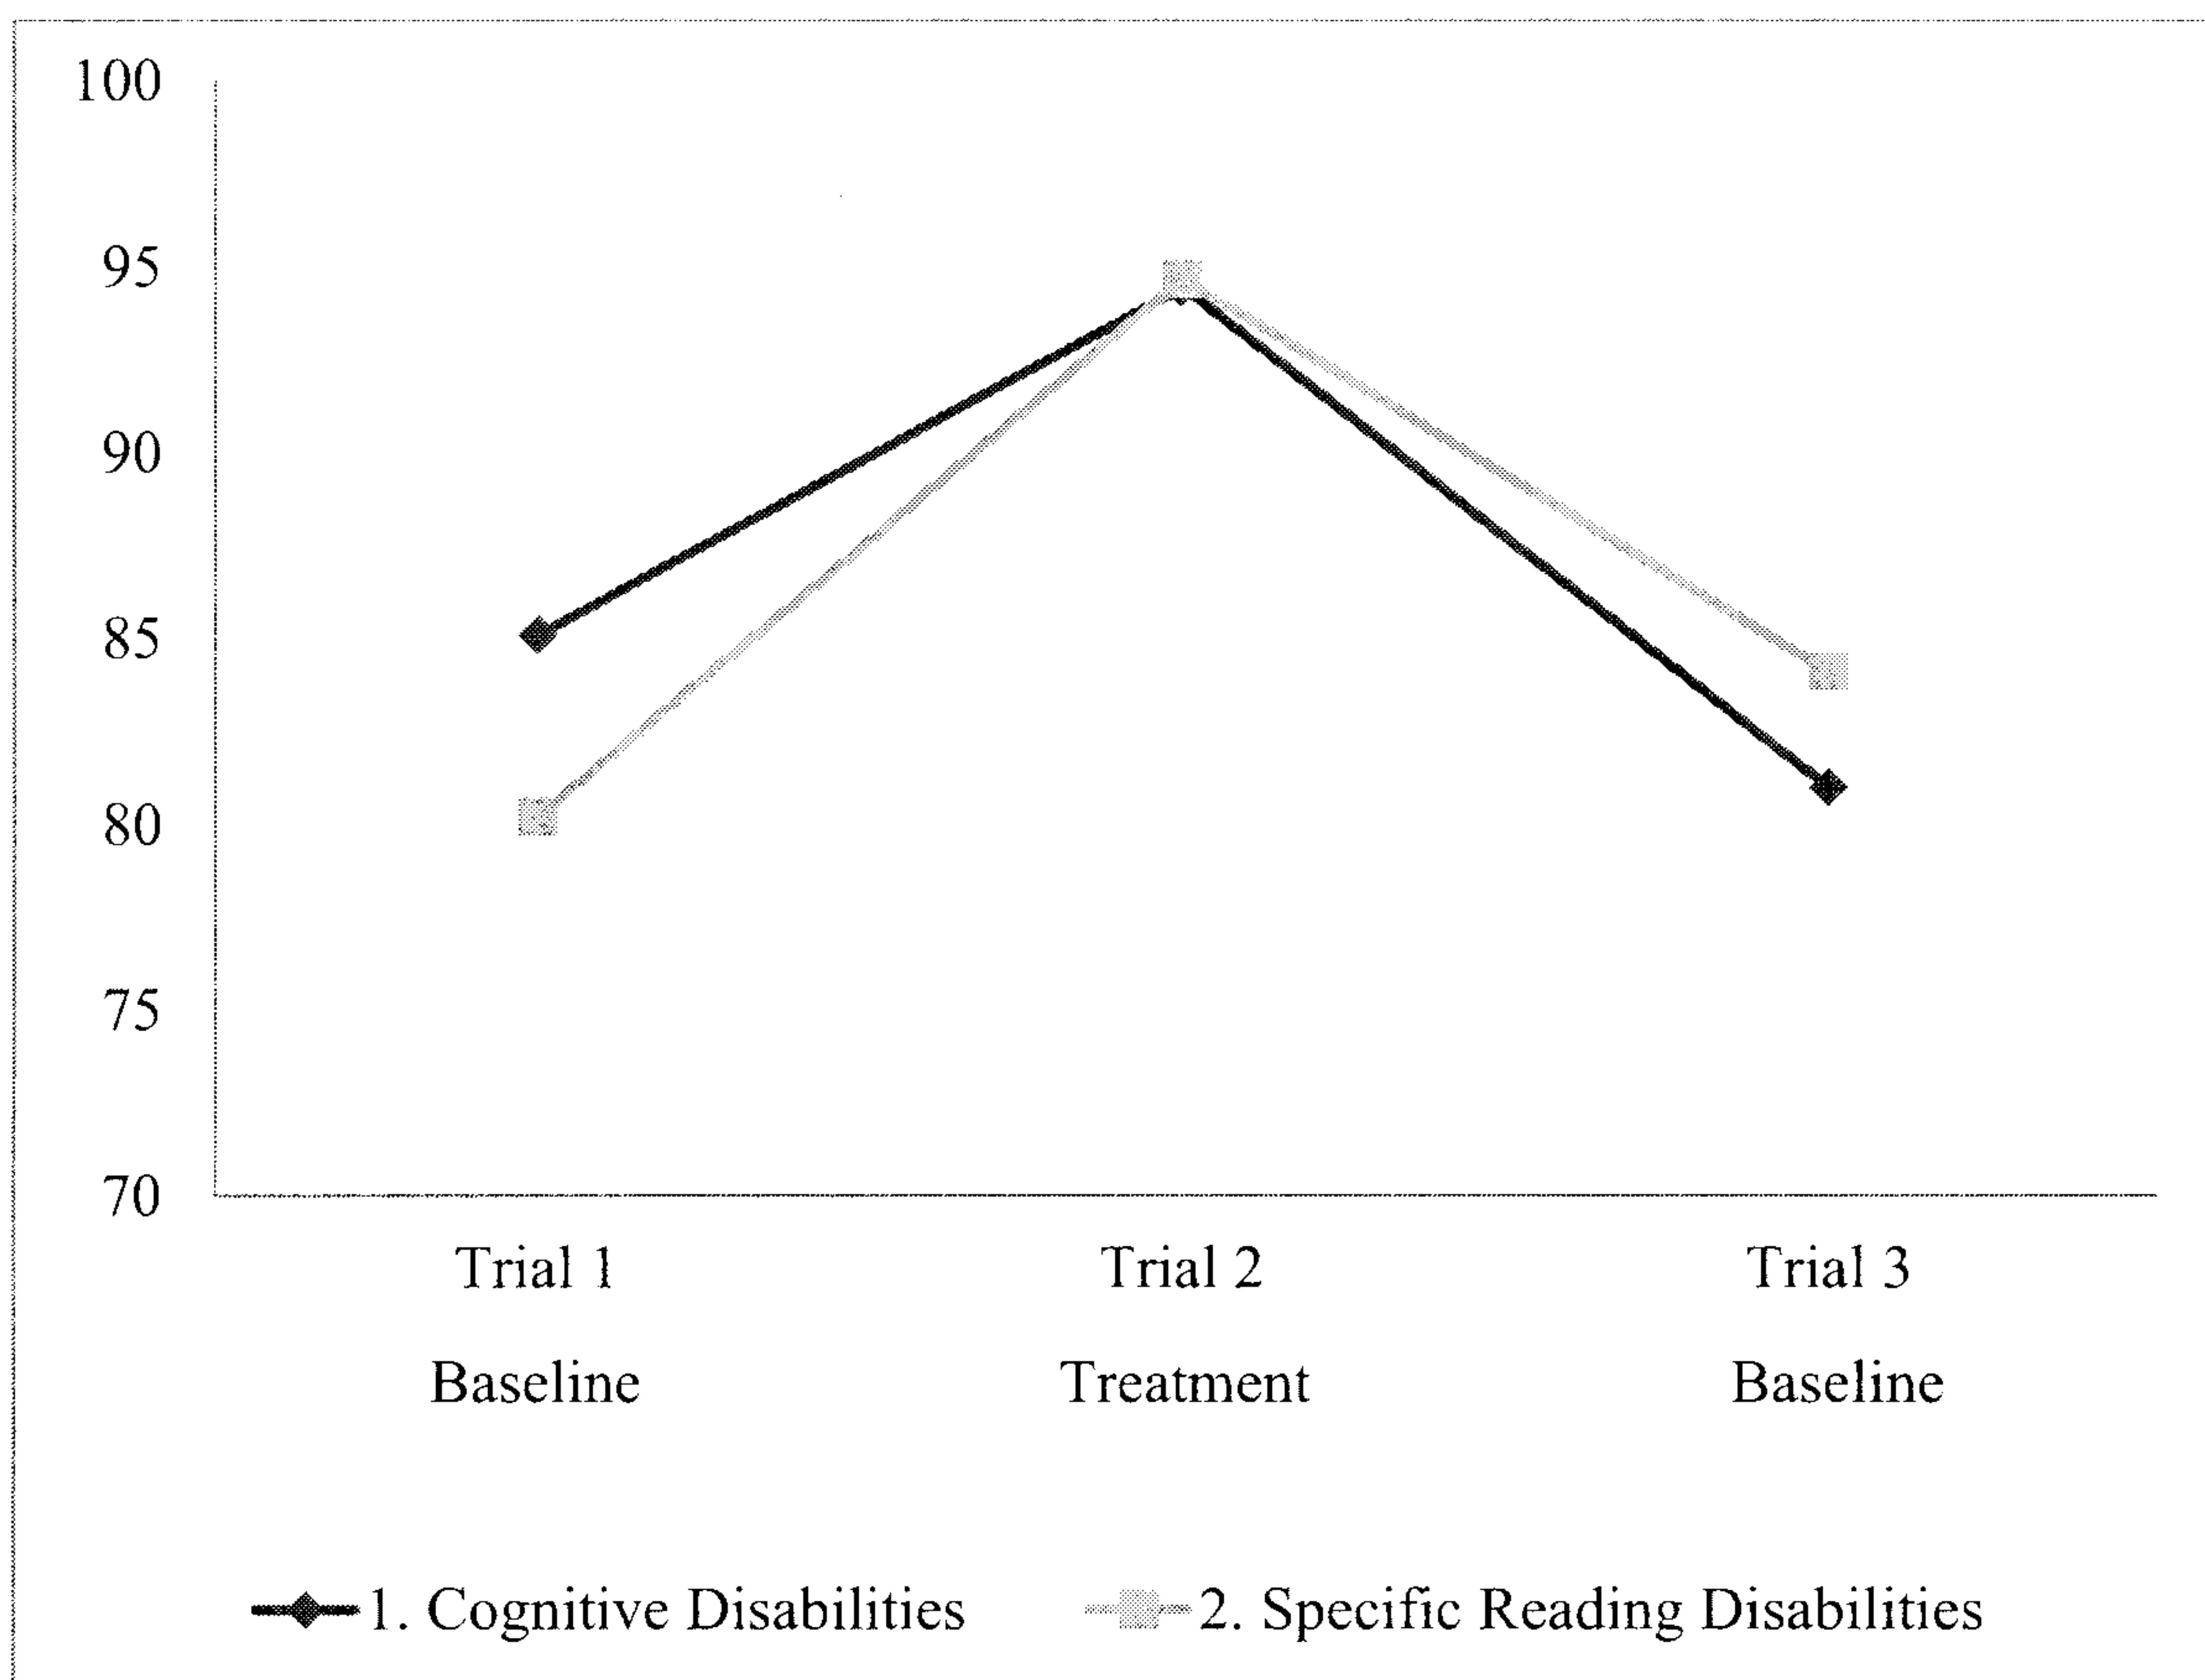 100
95
90
85
80
75
70
Trial 1 Trial 2 Trial 3
Baseline Treatment Baseline
1. Cognitive Disabilities 2. Specific Reading Disabilities